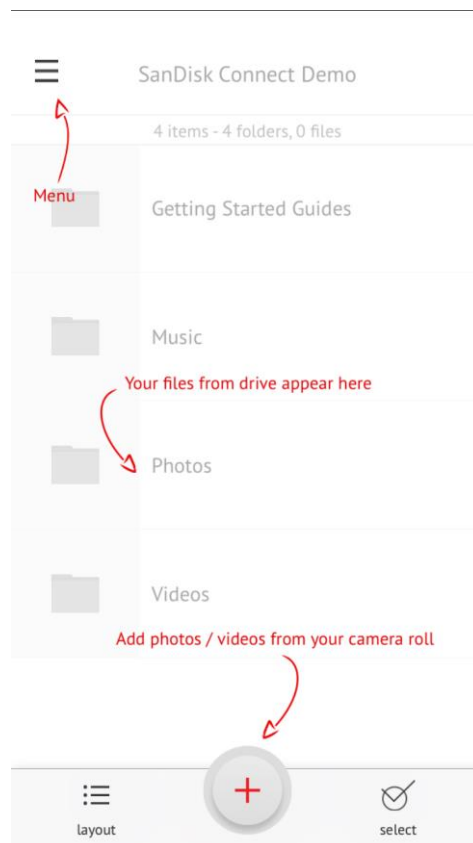 SanDisk Connect Demo
4 items - 4 folders, 0 files
Menu
Getting Started Guides
Music
Your files from drive appear here
Photos
Videos
Add photos / videos from your camera roll
layout
select